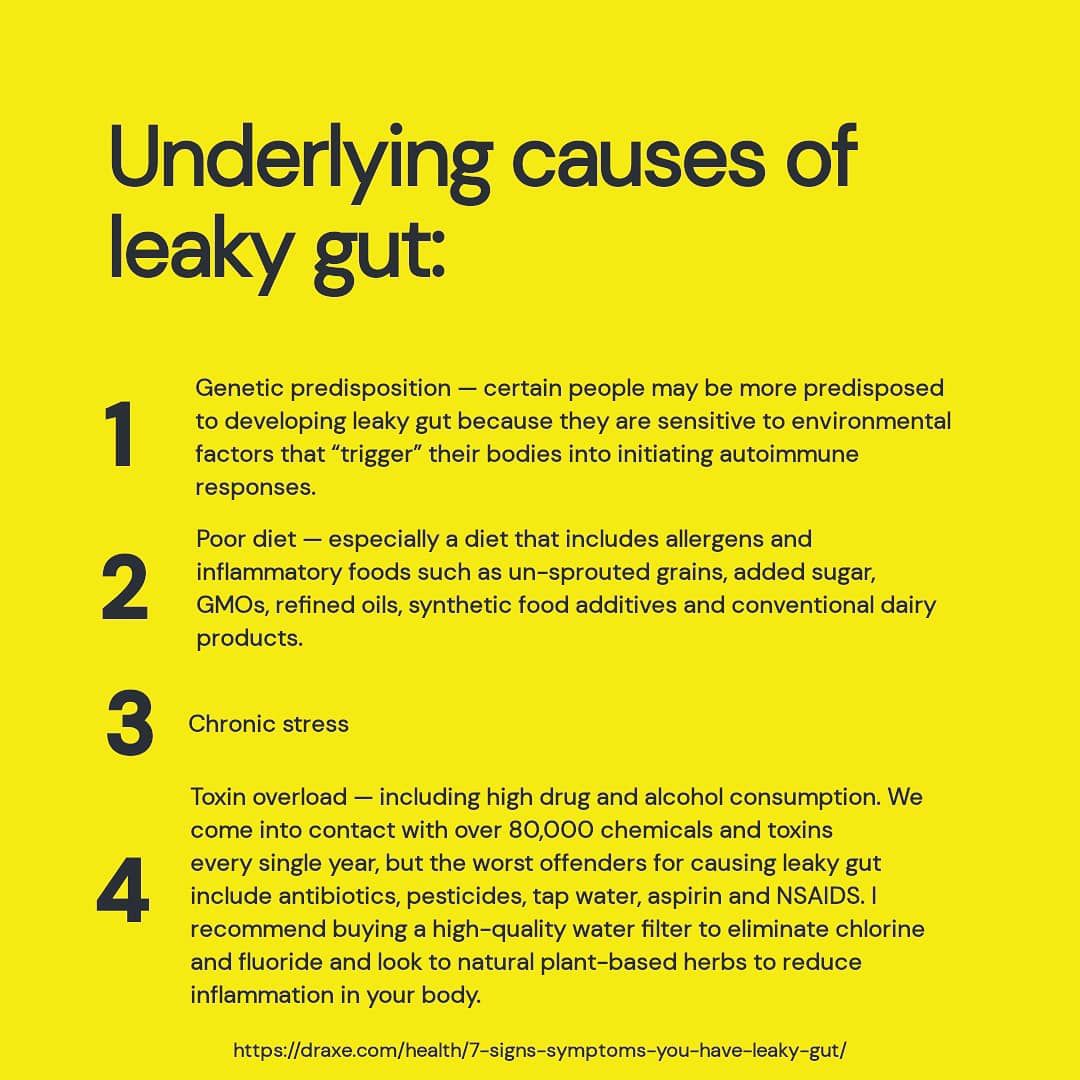 Underlying causes of
leaky gut:
1
Genetic predisposition — certain people may be more predisposed
to developing leaky gut because they are sensitive to environmental
factors that “trigger” their bodies into initiating autoimmune
responses.
2
Poor diet — especially a diet that includes allergens and
inflammatory foods such as un-sprouted grains, added sugar,
GMOs, refined oils, synthetic food additives and conventional dairy
products.
3
Chronic stress
4
Toxin overload — including high drug and alcohol consumption. We
come into contact with over 80,000 chemicals and toxins
every single year, but the worst offenders for causing leaky gut
include antibiotics, pesticides, tap water, aspirin and NSAIDS. I
recommend buying a high-quality water filter to eliminate chlorine
and fluoride and look to natural plant-based herbs to reduce
inflammation in your body.
https://draxe.com/health/7-signs-symptoms-you-have-leaky-gut/